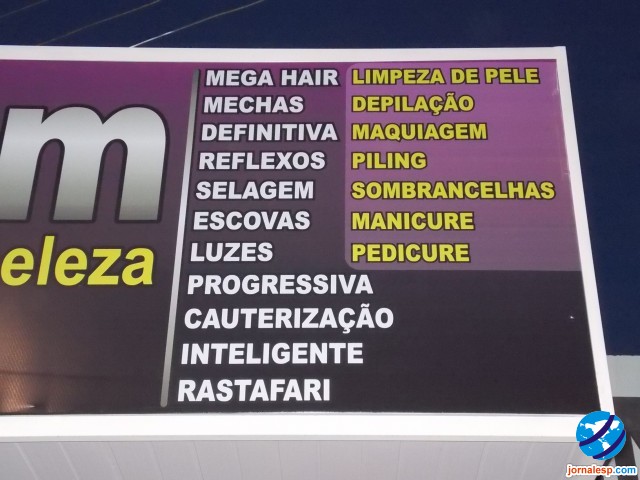 m
eleza
MEGA HAIR
MECHAS
DEFINITIVA
REFLEXOS
SELAGEM
ESCOVAS
LUZES
PROGRESSIVA
CAUTERIZAÇÃO
INTELIGENTE
RASTAFARI
LIMPEZA DE PELE
DEPILAÇÃO
MAQUIAGEM
PILING
SOMBRANCELHAS
MANICURE
PEDICURE
jornalesp.com